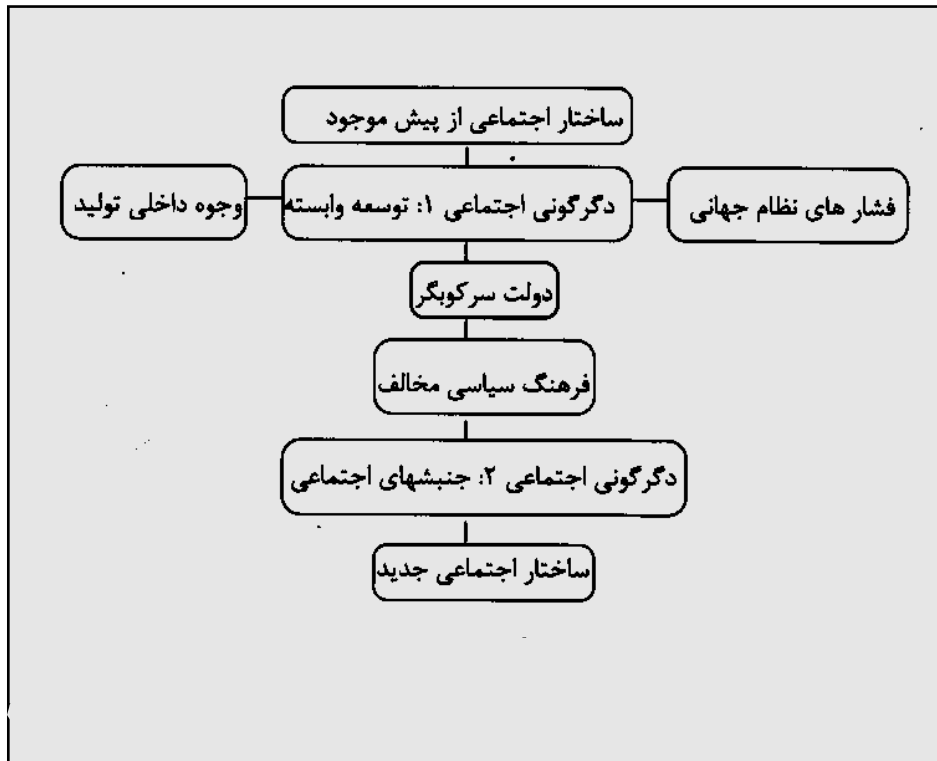 ساختار اجتماعی از پیش موجود
فشار های نظام جهانی
دگرگونی اجتماعی ۱: توسعه وابسته
وجوه داخلی تولید
دولت سرکوبگر
فرهنگ سیاسی مخالف
دگرگونی اجتماعی ۲: جنبشهای اجتماعی
ساختار اجتماعی جدید